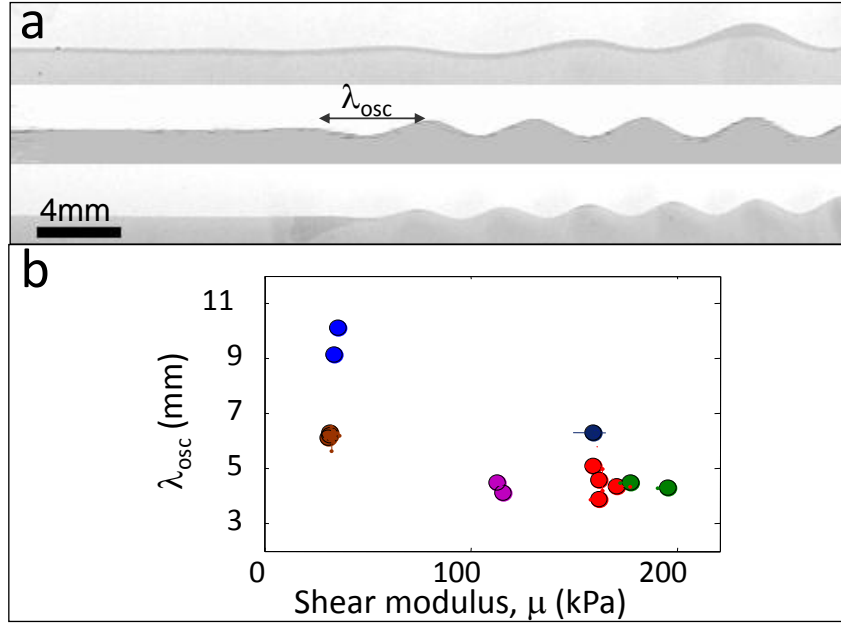 a
λosc
4mm
b
11
9
7
5
3
λosc (mm)
0 100 200
Shear modulus, μ (kPa)